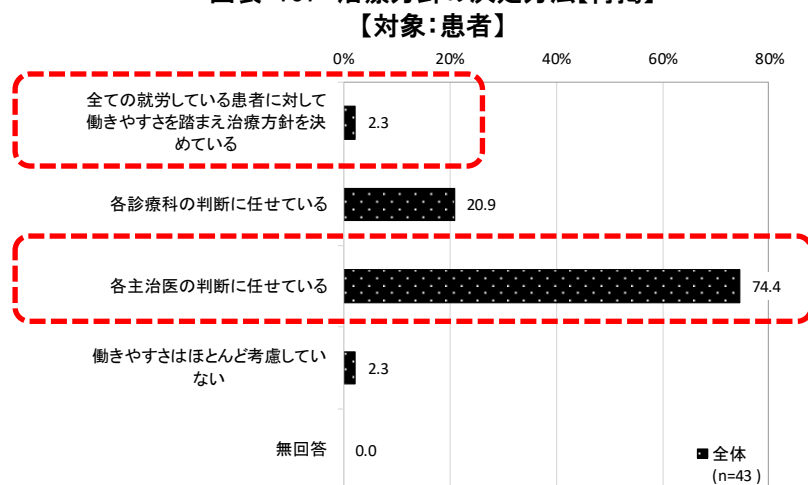 【対象:患者】
0%
20%
40%
60%
80%
全ての就労している患者に対して
働きやすさを踏まえ治療方針を決
めている
2.3
各診療科の判断に任せている
20.9
各主治医の判断に任せている
74.4
働きやすさはほとんど考慮してい
ない
2.3
無回答
0.0
全体
(n=43 )